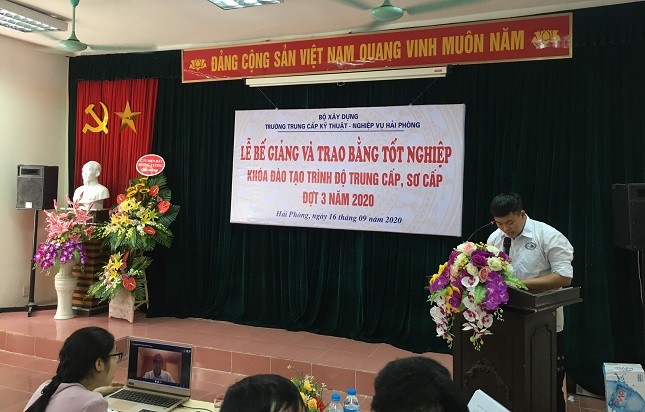 ĐẢNG CỘNG SẢN VIỆT NAM QUANG VINH MUÔN NĂM
BỘ XÂY DỰNG
TRƯỜNG TRUNG CẤP KỸ THUẬT - NGHIỆP VỤ HẢI PHÒNG
LỄ BẾ GIẢNG VÀ TRAO BẰNG TỐT NGHIỆP
KHÓA ĐÀO TẠO TRÌNH ĐỘ TRUNG CẤP, SƠ CẤP
ĐỢT 3 NĂM 2020
Hải Phòng, ngày 16 tháng 09 năm 2020